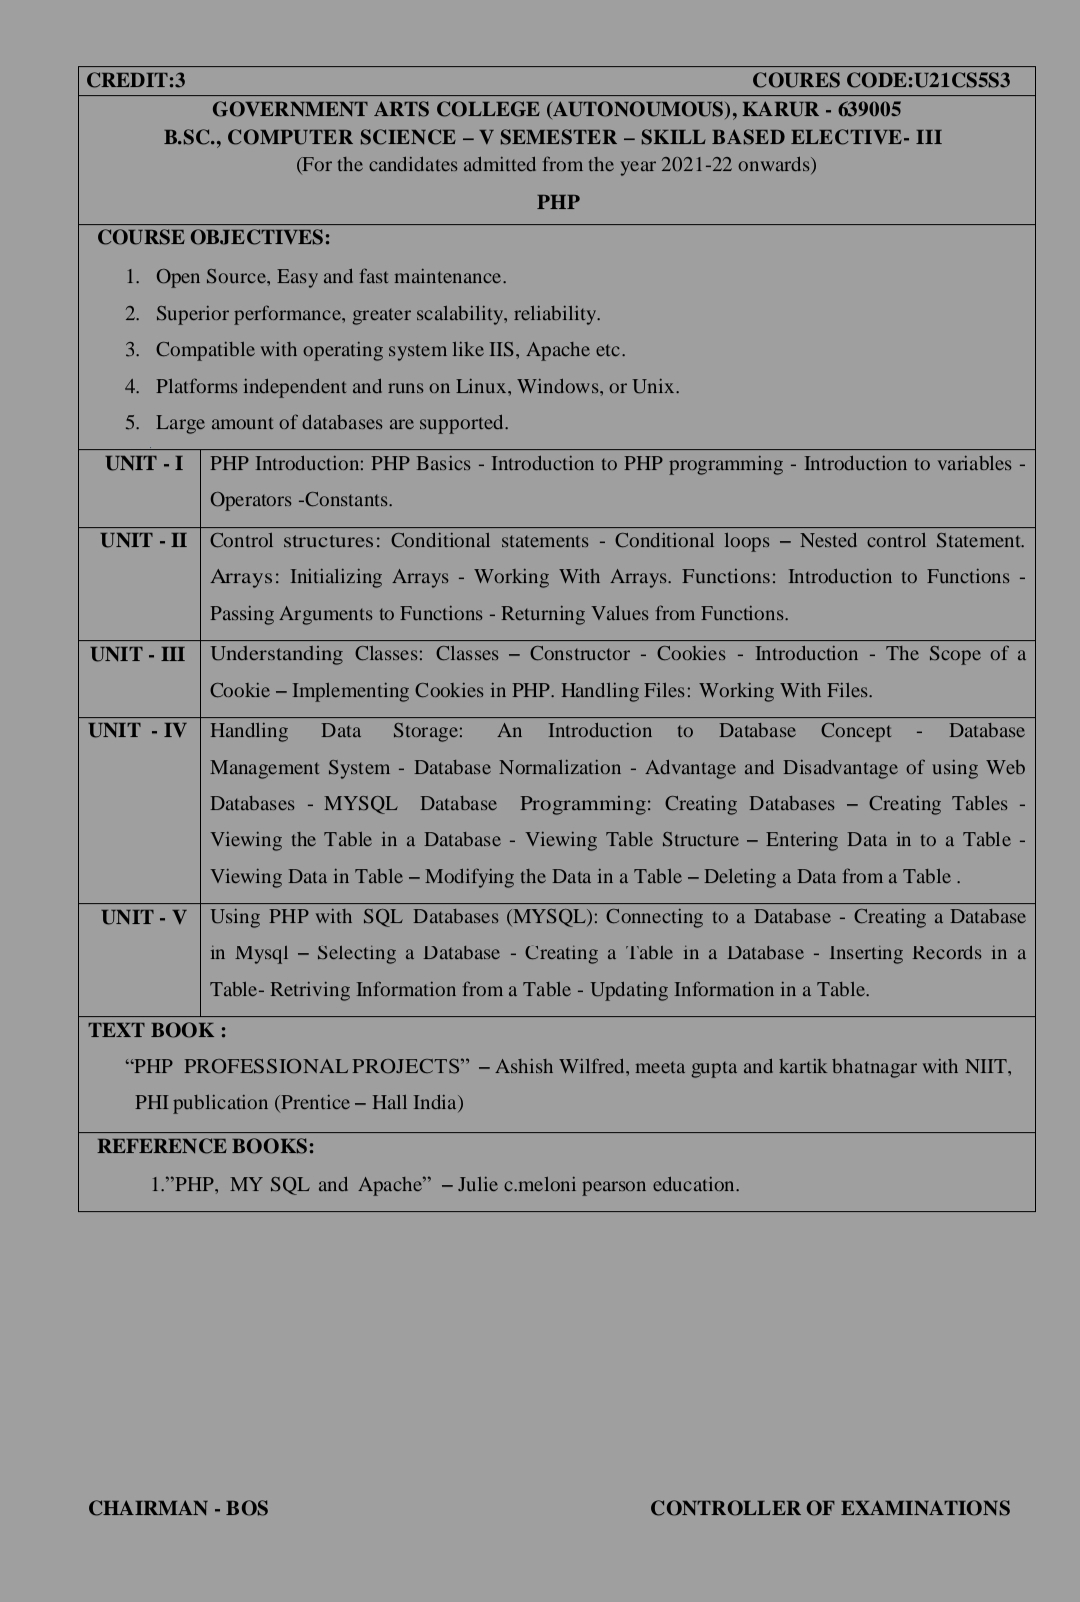 CREDIT:3 COURES CODE:U21CS5S3
GOVERNMENT ARTS COLLEGE (AUTONOUMOUS), KARUR - 639005
B.SC., COMPUTER SCIENCE – V SEMESTER – SKILL BASED ELECTIVE- III
(For the candidates admitted from the year 2021-22 onwards)
PHP
COURSE OBJECTIVES:
1. Open Source, Easy and fast maintenance.
2. Superior performance, greater scalability, reliability.
3. Compatible with operating system like IIS, Apache etc.
4. Platforms independent and runs on Linux, Windows, or Unix.
5. Large amount of databases are supported.
UNIT - I PHP Introduction: PHP Basics - Introduction to PHP programming - Introduction to variables -
Operators -Constants.
UNIT - II Control structures: Conditional statements - Conditional loops – Nested control Statement.
Arrays: Initializing Arrays - Working With Arrays. Functions: Introduction to Functions -
Passing Arguments to Functions - Returning Values from Functions.
UNIT - III Understanding Classes: Classes – Constructor - Cookies - Introduction - The Scope of a
Cookie – Implementing Cookies in PHP. Handling Files: Working With Files.
UNIT - IV Handling Data Storage: An Introduction to Database Concept - Database
Management System - Database Normalization - Advantage and Disadvantage of using Web
Databases - MYSQL Database Programming: Creating Databases – Creating Tables -
Viewing the Table in a Database - Viewing Table Structure – Entering Data in to a Table -
Viewing Data in Table – Modifying the Data in a Table – Deleting a Data from a Table .
UNIT - V Using PHP with SQL Databases (MYSQL): Connecting to a Database - Creating a Database
in Mysql – Selecting a Database - Creating a Table in a Database - Inserting Records in a
Table- Retriving Information from a Table - Updating Information in a Table.
TEXT BOOK :
“PHP PROFESSIONAL PROJECTS” – Ashish Wilfred, meeta gupta and kartik bhatnagar with NIIT,
PHI publication (Prentice – Hall India)
REFERENCE BOOKS:
1.”PHP, MY SQL and Apache” – Julie c.meloni pearson education.
CHAIRMAN - BOS CONTROLLER OF EXAMINATIONS